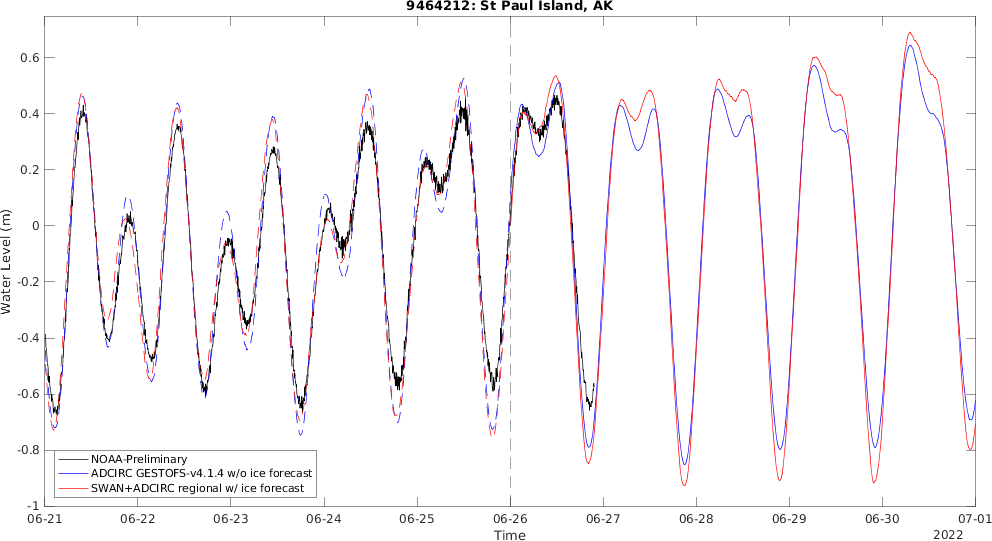 9464212: St Paul Island, AK
Water Level (m)
0.6
0.4
0.2
0
-0.2
-0.4
-0.6
-0.8
-1
NOAA-Preliminary
ADCIRC GESTOFS-v4.1.4 w/o ice forecast
SWAN+ADCIRC regional w/ ice forecast
06-21 06-22 06-23 06-24 06-25 06-26 06-27 06-28 06-29 06-30 07-01
Time
2022